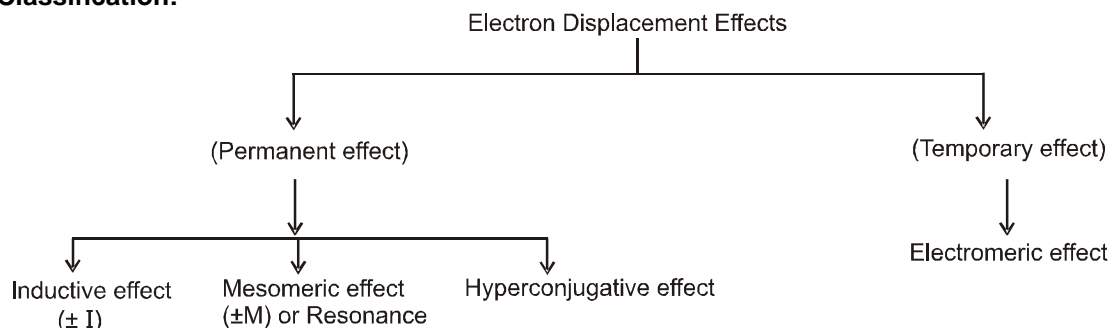 Classification:
Electron Displacement Effects
(Permanent effect)
(Temporary effect)
Electromeric effect
Inductive effect
(± I)
Mesomeric effect
(±M) or Resonance
Hyperconjugative effect